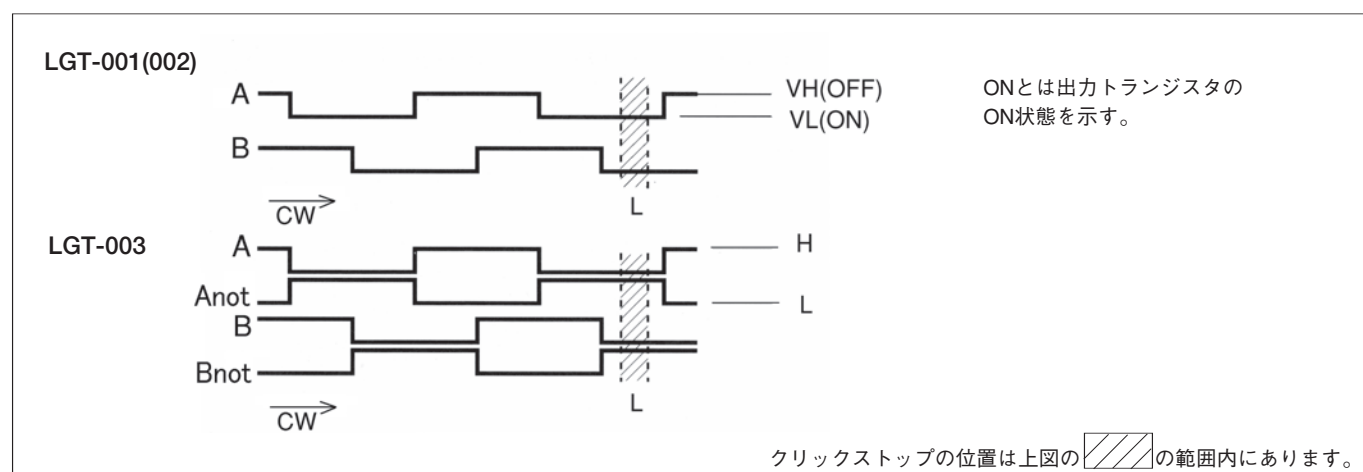 LGT-001(002)
A
VH(OFF)
VL(ON)
ONとは出力トランジスタの
ON状態を示す。
B
CW
L
LGT-003
A
H
Anot
L
B
Bnot
CW
L
クリックストップの位置は上図の の範囲内にあります。